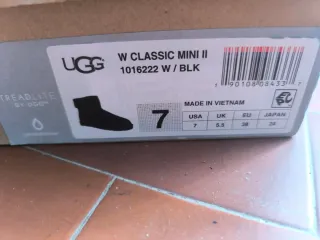 UGG
W CLASSIC MINI II
1016222 W / BLK
TREADLITE
BY UGG™
7
MADE IN VIETNAM
USA UK EU JAPAN
7 5.5 38 24